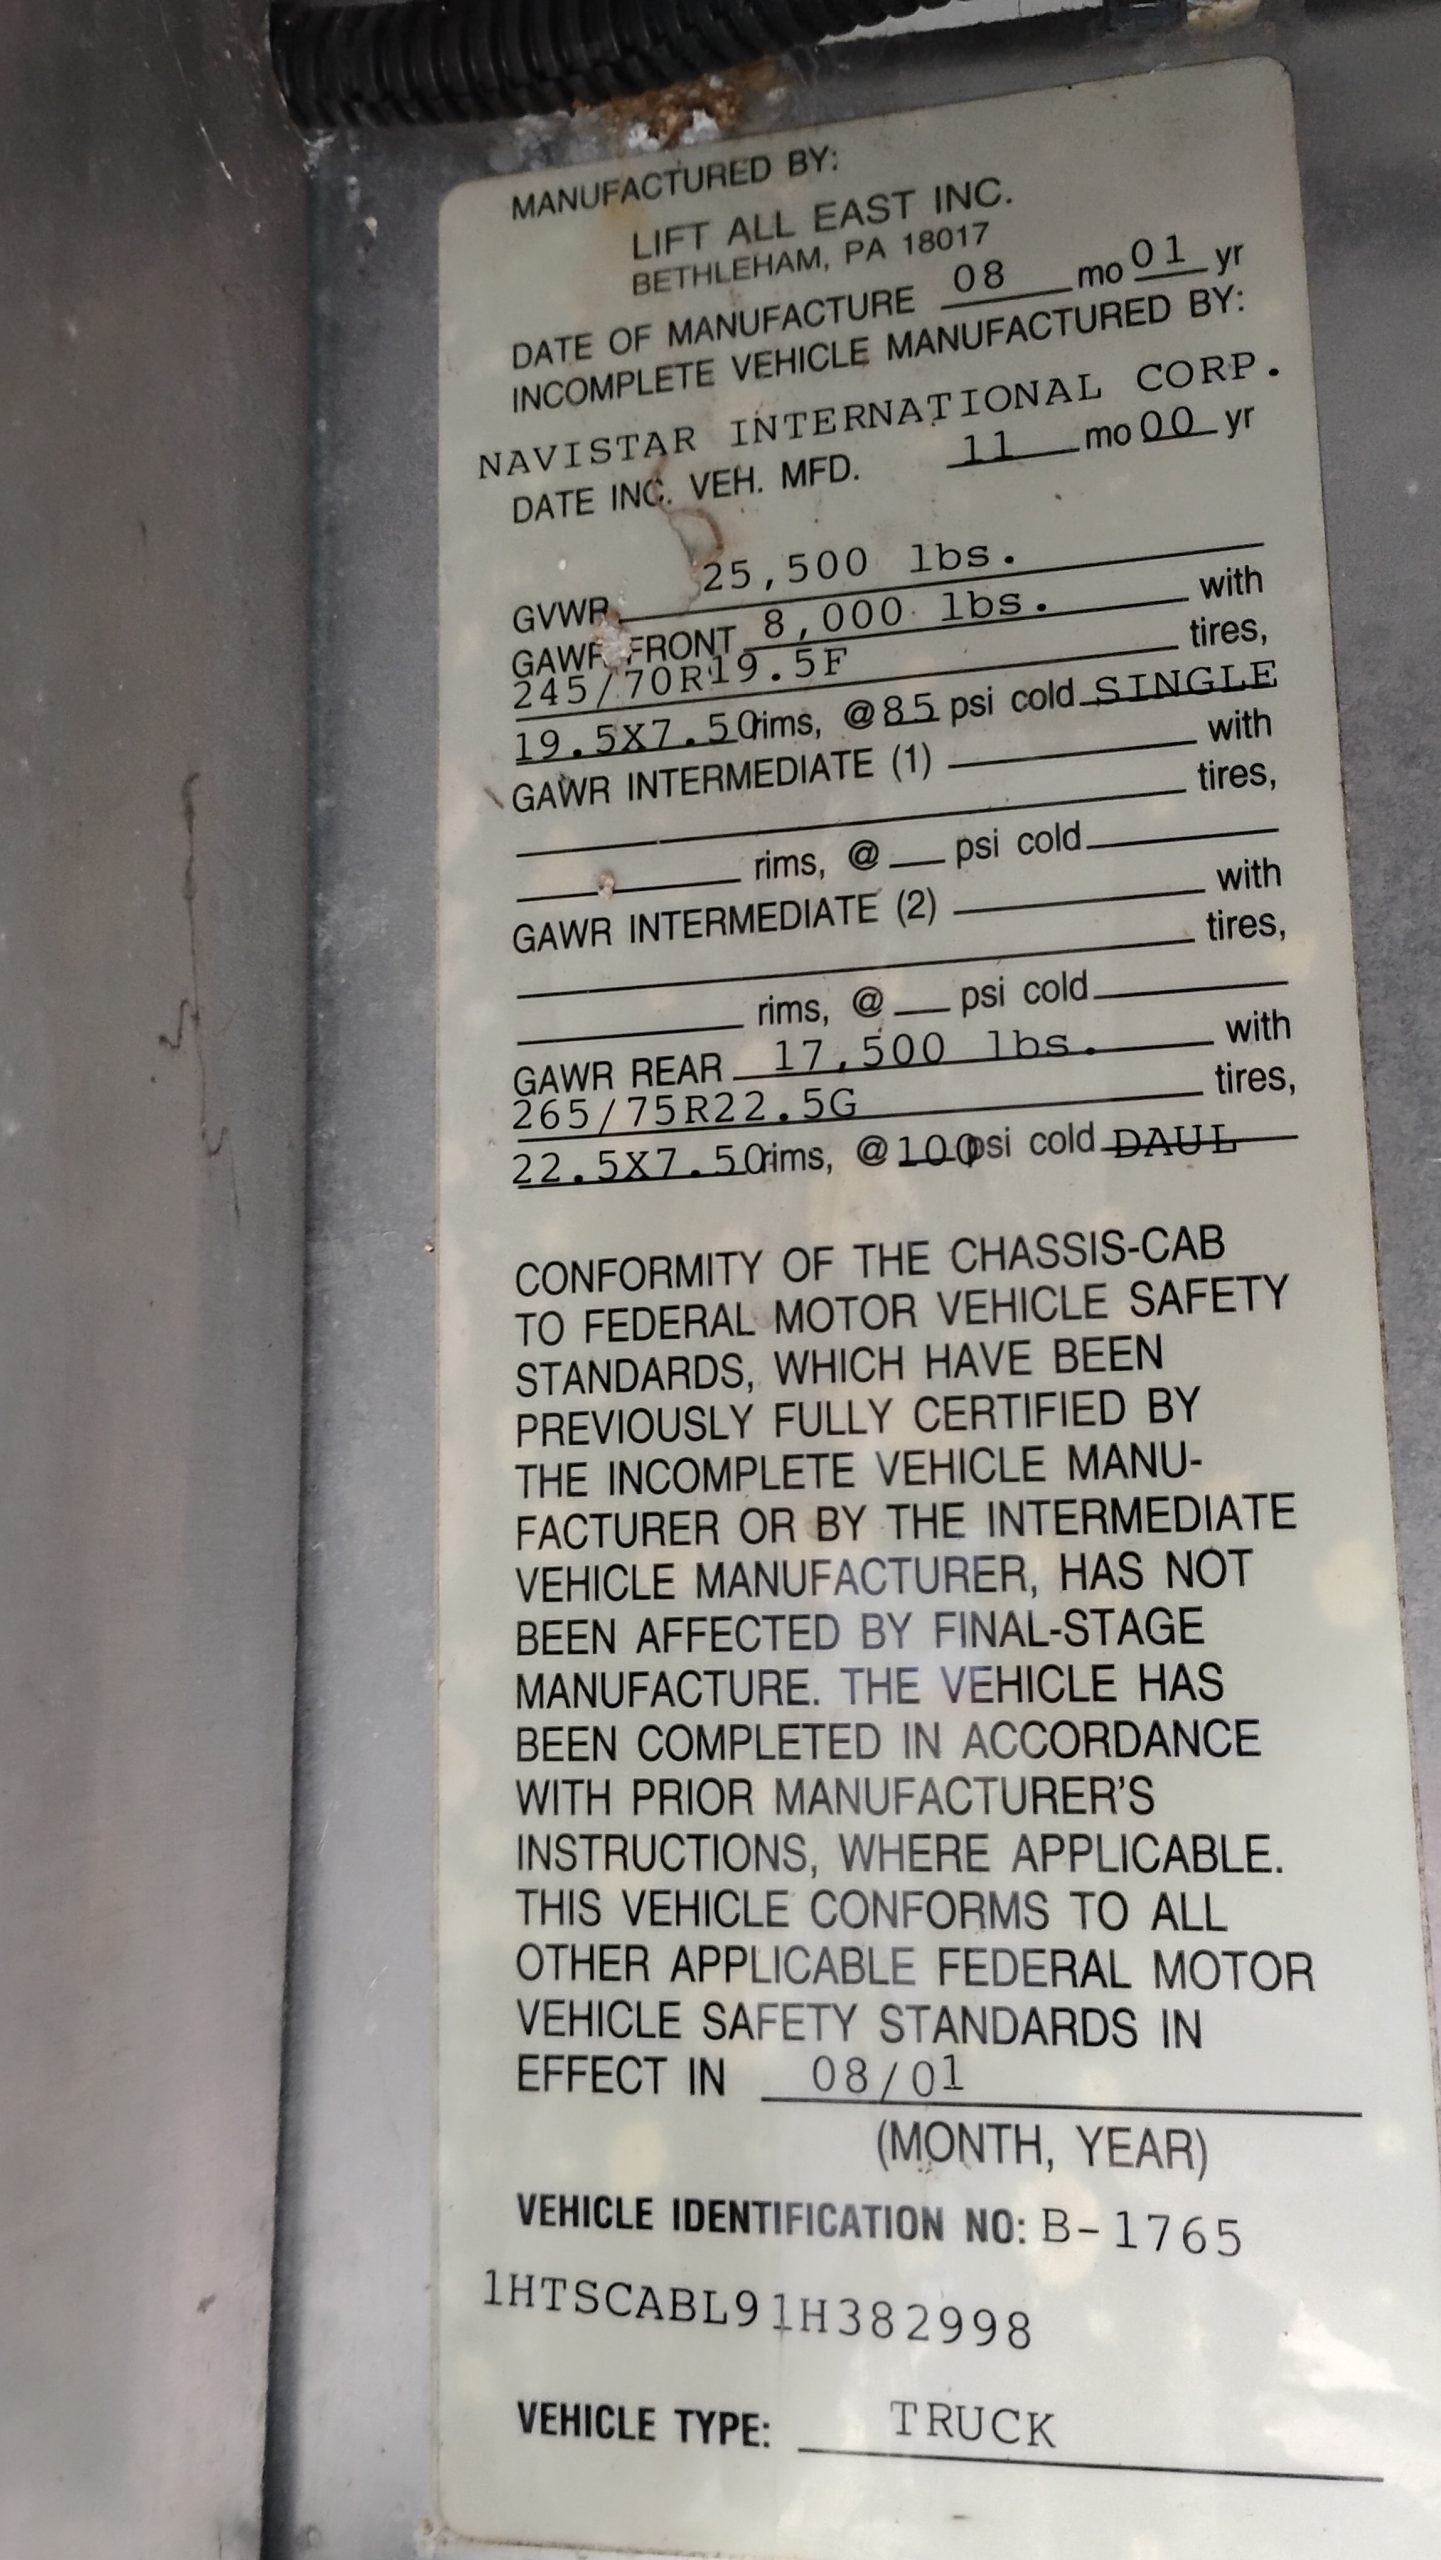 MANUFACTURED BY:
LIFT ALL EAST INC.
BETHLEHAM, PA 18017
DATE OF MANUFACTURE 08 mo 01 yr
INCOMPLETE VEHICLE MANUFACTURED BY:
NAVISTAR INTERNATIONAL CORP.
DATE INC. VEH. MFD. 11 mo 00 yr
GVWR 25,500 lbs.
GAWR FRONT 8,000 lbs. with
245/70R19.5F tires,
19.5X7.50 rims, @ 85 psi cold SINGLE
GAWR INTERMEDIATE (1) with
tires,
rims, @ psi cold
GAWR INTERMEDIATE (2) with
tires,
rims, @ psi cold
GAWR REAR 17,500 lbs. with
265/75R22.5G tires,
22.5X7.50 rims, @ 100 psi cold DAUL
CONFORMITY OF THE CHASSIS-CAB
TO FEDERAL MOTOR VEHICLE SAFETY
STANDARDS, WHICH HAVE BEEN
PREVIOUSLY FULLY CERTIFIED BY
THE INCOMPLETE VEHICLE MANU-
FACTURER OR BY THE INTERMEDIATE
VEHICLE MANUFACTURER, HAS NOT
BEEN AFFECTED BY FINAL-STAGE
MANUFACTURE. THE VEHICLE HAS
BEEN COMPLETED IN ACCORDANCE
WITH PRIOR MANUFACTURER'S
INSTRUCTIONS, WHERE APPLICABLE.
THIS VEHICLE CONFORMS TO ALL
OTHER APPLICABLE FEDERAL MOTOR
VEHICLE SAFETY STANDARDS IN
EFFECT IN 08/01
(MONTH, YEAR)
VEHICLE IDENTIFICATION NO: B-1765
1HTSCABL91H382998
VEHICLE TYPE: TRUCK